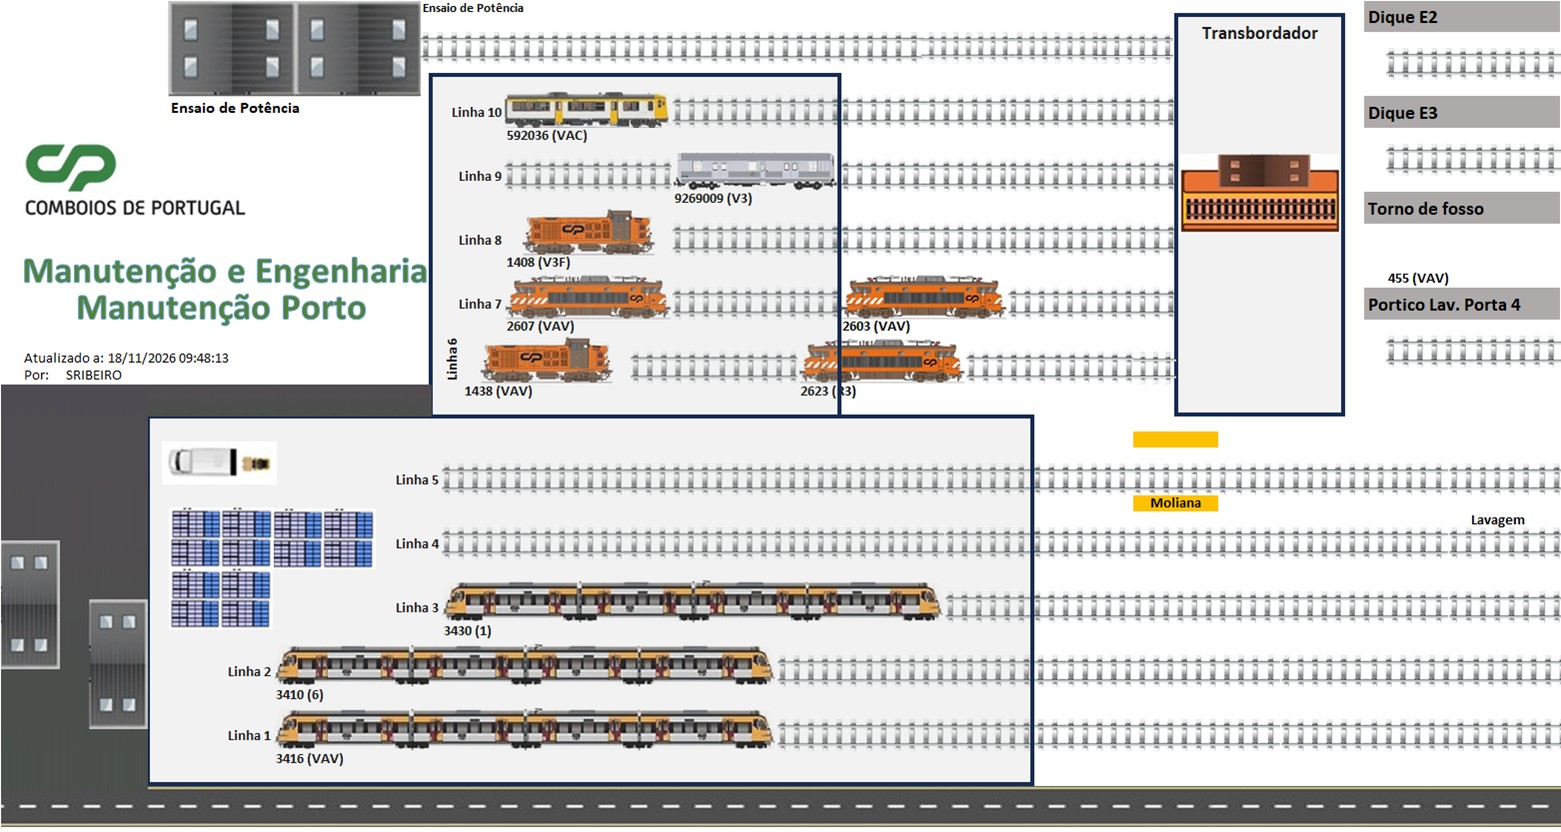 Ensaio de Potência
Ensaio de Potência
CP
COMBOIOS DE PORTUGAL
Manutenção e Engenharia
Manutenção Porto
Atualizado a: 18/11/2026 09:48:13
Por: SRIBEIRO
Linha 10
592036 (VAC)
Linha 9
9269009 (V3)
Linha 8
1408 (V3F)
Linha 7
2607 (VAV)
2603 (VAV)
Linha 6
1438 (VAV)
2623 (R3)
Transbordador
Dique E2
Dique E3
Torno de fosso
455 (VAV)
Portico Lav. Porta 4
Linha 5
Moliana
Lavagem
Linha 4
Linha 3
3430 (1)
Linha 2
3410 (6)
Linha 1
3416 (VAV)